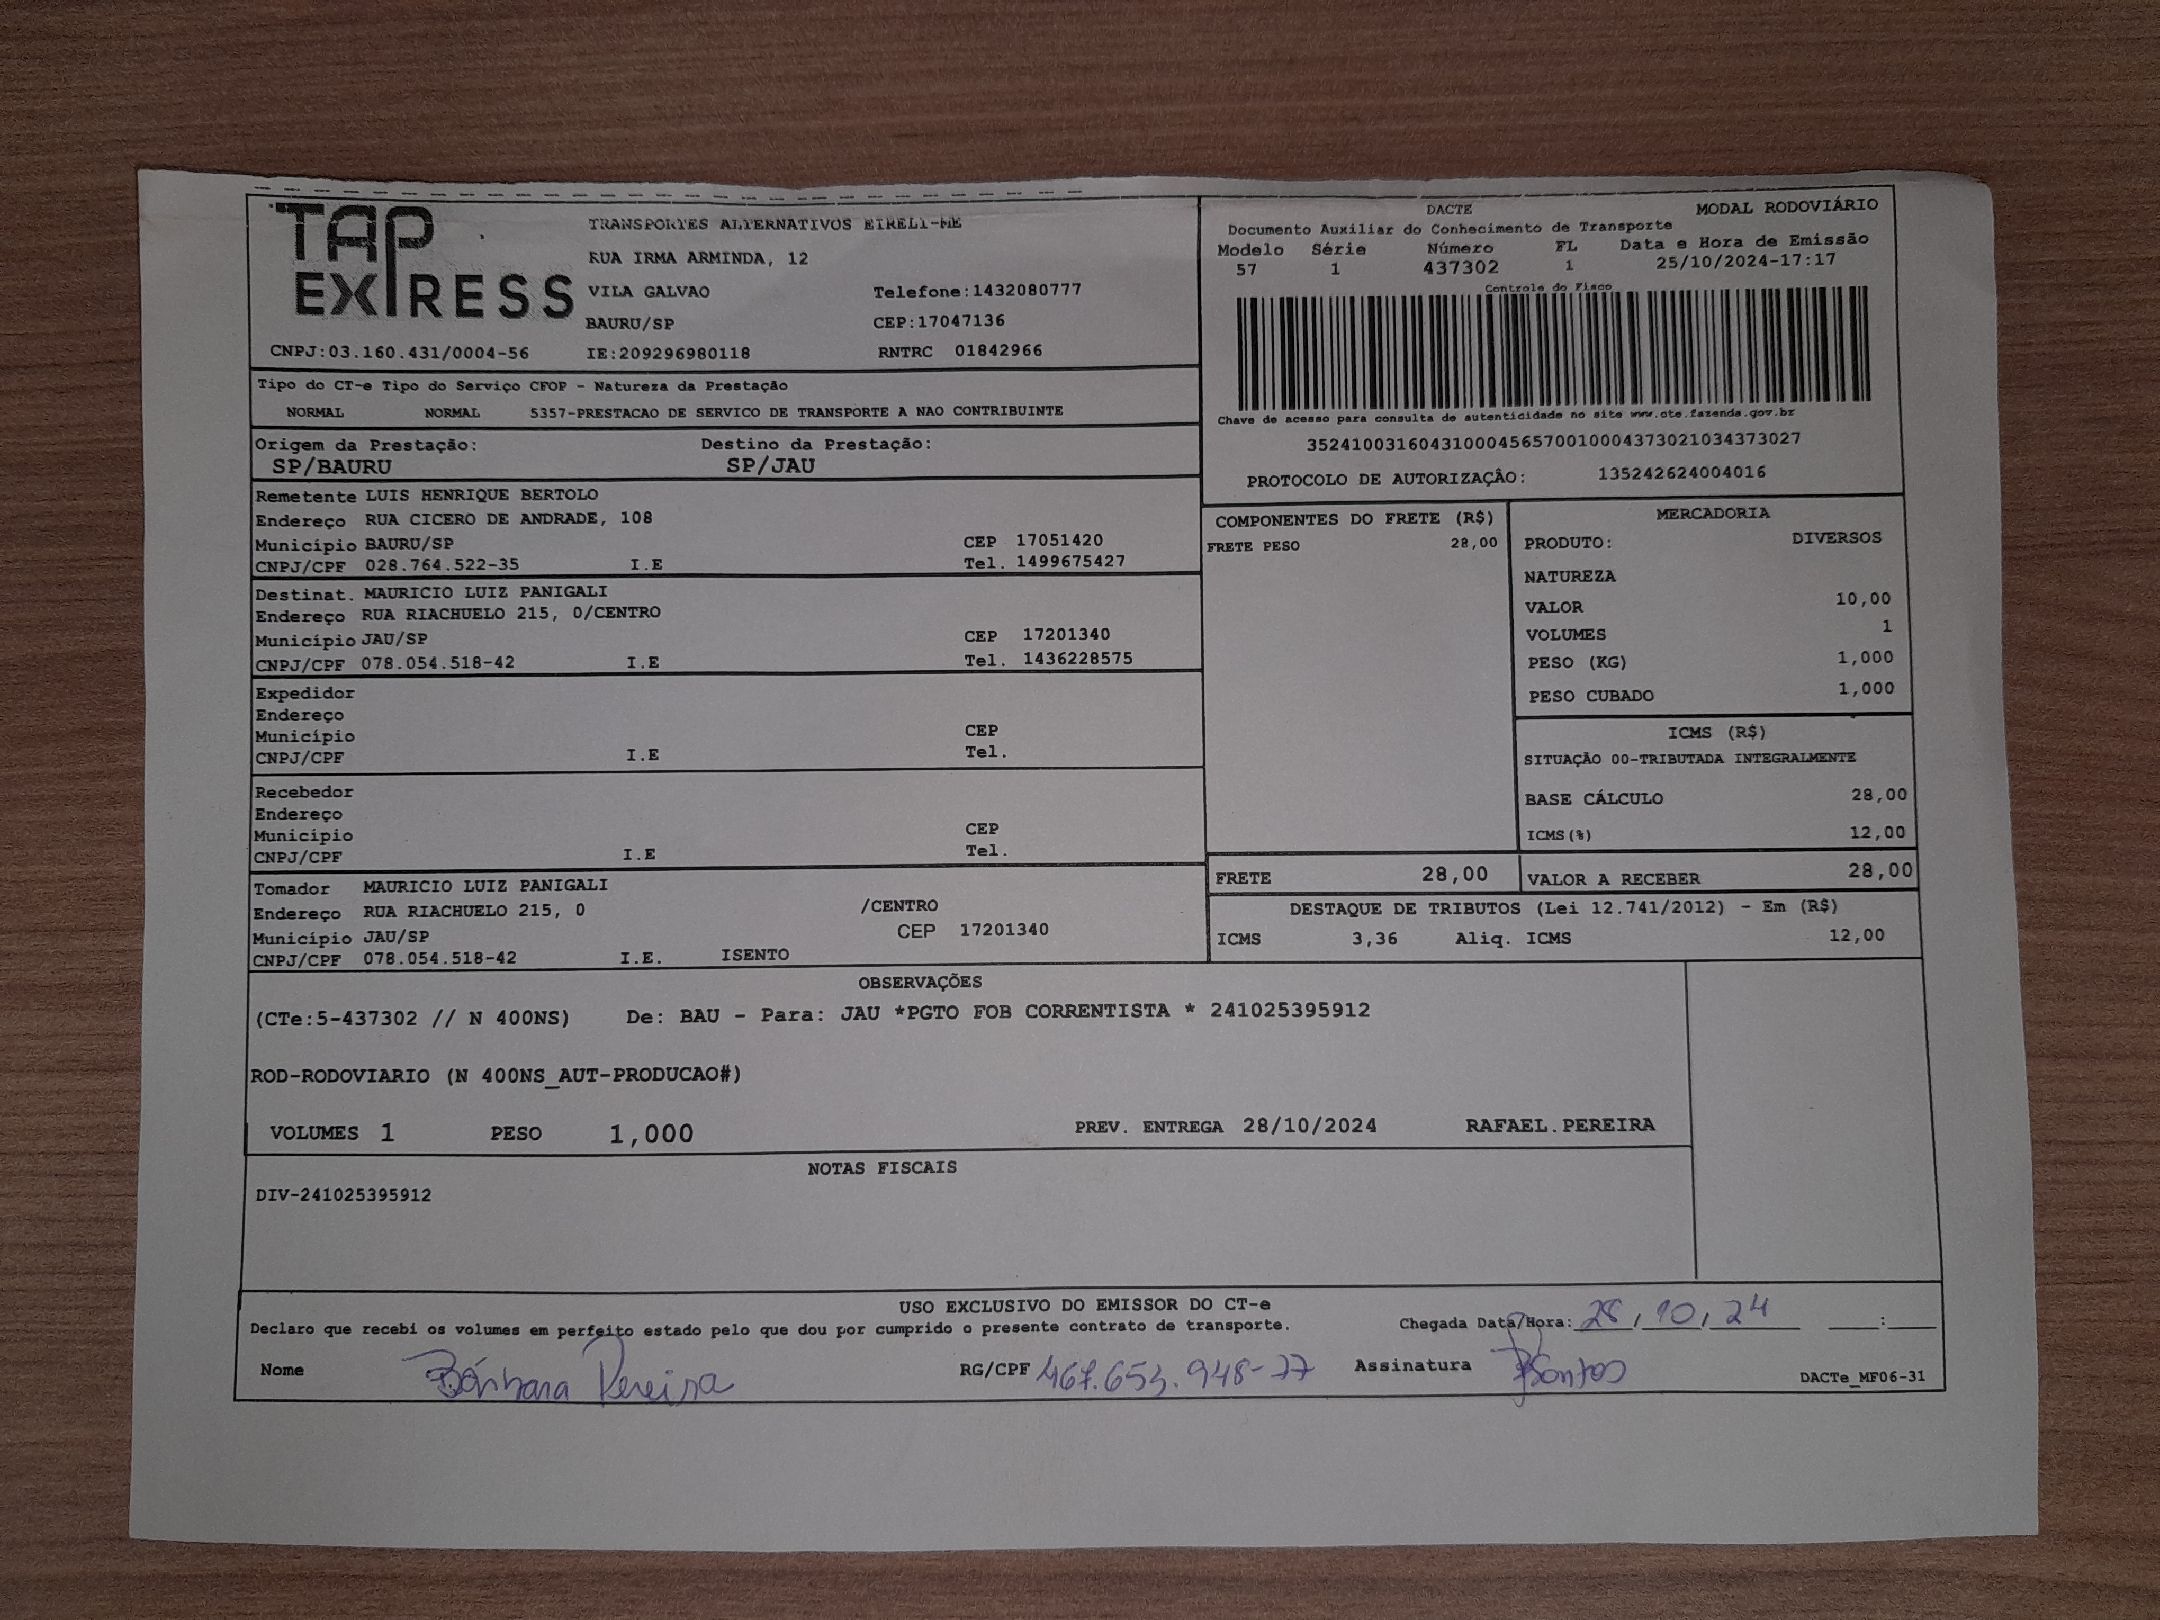 TAP EXPRESS
TRANSPORTES ALTERNATIVOS EIRELI-ME
RUA IRMA ARMINDA, 12
VILA GALVAO Telefone:1432080777
BAURU/SP CEP:17047136
CNPJ:03.160.431/0004-56 IE:209296980118 RNTRC 01842966
DACTE MODAL RODOVIÁRIO
Documento Auxiliar do Conhecimento de Transporte
Modelo Série Número FL Data e Hora de Emissão
57 1 437302 1 25/10/2024-17:17
Controle do Fisco
Chave de acesso para consulta de autenticidade no site www.cte.fazenda.gov.br
35241003160431000456570010004373021034373027
PROTOCOLO DE AUTORIZAÇÂO: 135242624004016
Tipo do CT-e Tipo do Serviço CFOP - Natureza da Prestação
NORMAL NORMAL 5357-PRESTACAO DE SERVICO DE TRANSPORTE A NAO CONTRIBUINTE
Origem da Prestação: Destino da Prestação:
SP/BAURU SP/JAU
Remetente LUIS HENRIQUE BERTOLO
Endereço RUA CICERO DE ANDRADE, 108
Município BAURU/SP CEP 17051420
CNPJ/CPF 028.764.522-35 I.E Tel. 1499675427
Destinat. MAURICIO LUIZ PANIGALI
Endereço RUA RIACHUELO 215, 0/CENTRO
Município JAU/SP CEP 17201340
CNPJ/CPF 078.054.518-42 I.E Tel. 1436228575
Expedidor
Endereço
Município CEP
CNPJ/CPF I.E Tel.
Recebedor
Endereço
Município CEP
CNPJ/CPF I.E Tel.
Tomador MAURICIO LUIZ PANIGALI
Endereço RUA RIACHUELO 215, 0 /CENTRO
Município JAU/SP CEP 17201340
CNPJ/CPF 078.054.518-42 I.E. ISENTO
COMPONENTES DO FRETE (R$)
FRETE PESO 28,00
MERCADORIA
PRODUTO: DIVERSOS
NATUREZA
VALOR 10,00
VOLUMES 1
PESO (KG) 1,000
PESO CUBADO 1,000
ICMS (R$)
SITUAÇÃO 00-TRIBUTADA INTEGRALMENTE
BASE CÁLCULO 28,00
ICMS(%) 12,00
FRETE 28,00 VALOR A RECEBER 28,00
DESTAQUE DE TRIBUTOS (Lei 12.741/2012) - Em (R$)
ICMS 3,36 Aliq. ICMS 12,00
OBSERVAÇÕES
(CTe:5-437302 // N 400NS) De: BAU - Para: JAU *PGTO FOB CORRENTISTA * 241025395912
ROD-RODOVIARIO (N 400NS_AUT-PRODUCAO#)
VOLUMES 1 PESO 1,000 PREV. ENTREGA 28/10/2024 RAFAEL.PEREIRA
NOTAS FISCAIS
DIV-241025395912
USO EXCLUSIVO DO EMISSOR DO CT-e
Declaro que recebi os volumes em perfeito estado pelo que dou por cumprido o presente contrato de transporte. Chegada Data/Hora: 28/10/24 :
Nome Bárbara Pereira RG/CPF 467.653.948-77 Assinatura BSantos DACTe_MF06-31